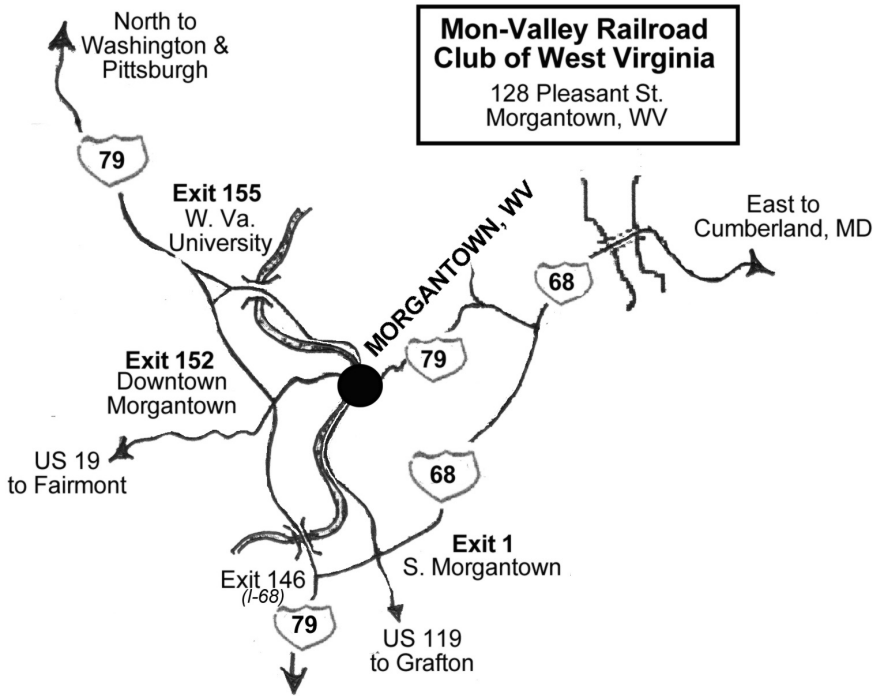 North to
Washington &
Pittsburgh
Mon-Valley Railroad
Club of West Virginia
128 Pleasant St.
Morgantown, WV
79
Exit 155
W. Va.
University
MORGANTOWN, WV
East to
Cumberland, MD
68
79
Exit 152
Downtown
Morgantown
US 19
to Fairmont
68
Exit 1
S. Morgantown
Exit 146
(I-68)
79
US 119
to Grafton